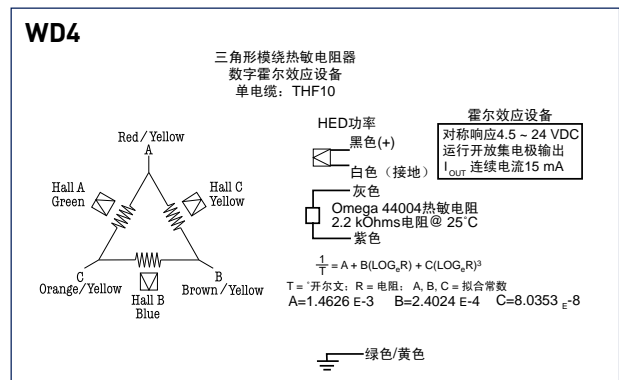 WD4
三角形模绕热敏电阻器
数字霍尔效应设备
单电缆：THF10
Red/Yellow
A
Hall A
Green
Hall C
Yellow
C
Orange/Yellow
Hall B
Blue
B
Brown/Yellow
HED功率
黑色(+)
白色（接地）
霍尔效应设备
对称响应4.5 ~ 24 VDC
运行开放集电极输出
I_OUT 连续电流15 mA
灰色
Omega 44004热敏电阻
2.2 kOhms电阻@ 25˚C
紫色
1/T = A + B(LOGeR) + C(LOGeR)³
T = ˚开尔文；R = 电阻； A, B, C = 拟合常数
A=1.4626 E-3 B=2.4024 E-4 C=8.0353 E-8
绿色/黄色